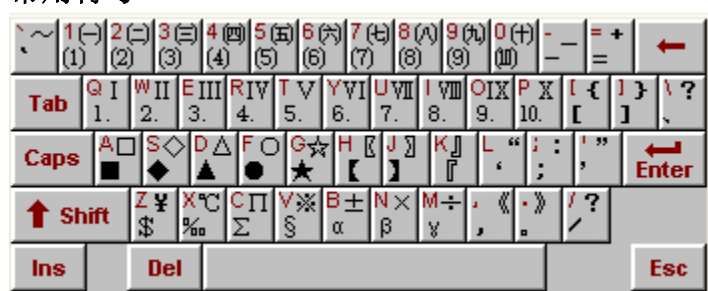 ` ～ 1 ㈠ 2 ㈡ 3 ㈢ 4 ㈣ 5 ㈤ 6 ㈥ 7 ㈦ 8 ㈧ 9 ㈨ 0 ㈩ - _ = + ←
⑴ ⑵ ⑶ ⑷ ⑸ ⑹ ⑺ ⑻ ⑼ ⑽ — =
Tab Q Ⅰ W Ⅱ E Ⅲ R Ⅳ T Ⅴ Y Ⅵ U Ⅶ I Ⅷ O Ⅸ P Ⅹ [ { ] } \ ?
1. 2. 3. 4. 5. 6. 7. 8. 9. 10. [ ] 、
Caps A □ S ◇ D △ F ○ G ☆ H 〖 J 〗 K 』 L “ ; : ' ” Enter
■ ◆ ▲ ● ★ 【 】 『 ‘ ; ’
↑ Shift Z ¥ X ℃ C ∏ V ※ B ± N × M ÷ , 《 . 》 / ?
$ ‰ ∑ § α β γ ， 。 /
Ins Del Esc